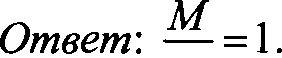 Ответ: M = 1.